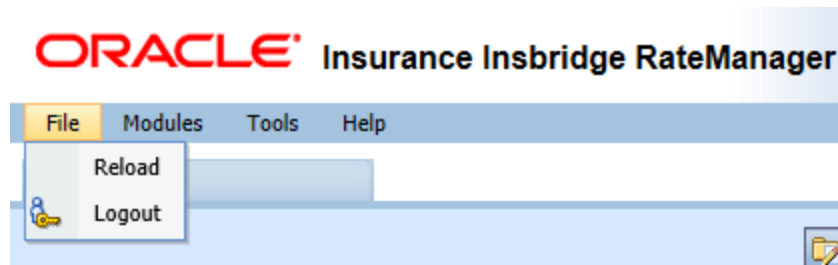 ORACLE Insurance Insbridge RateManager
File Modules Tools Help
Reload
Logout